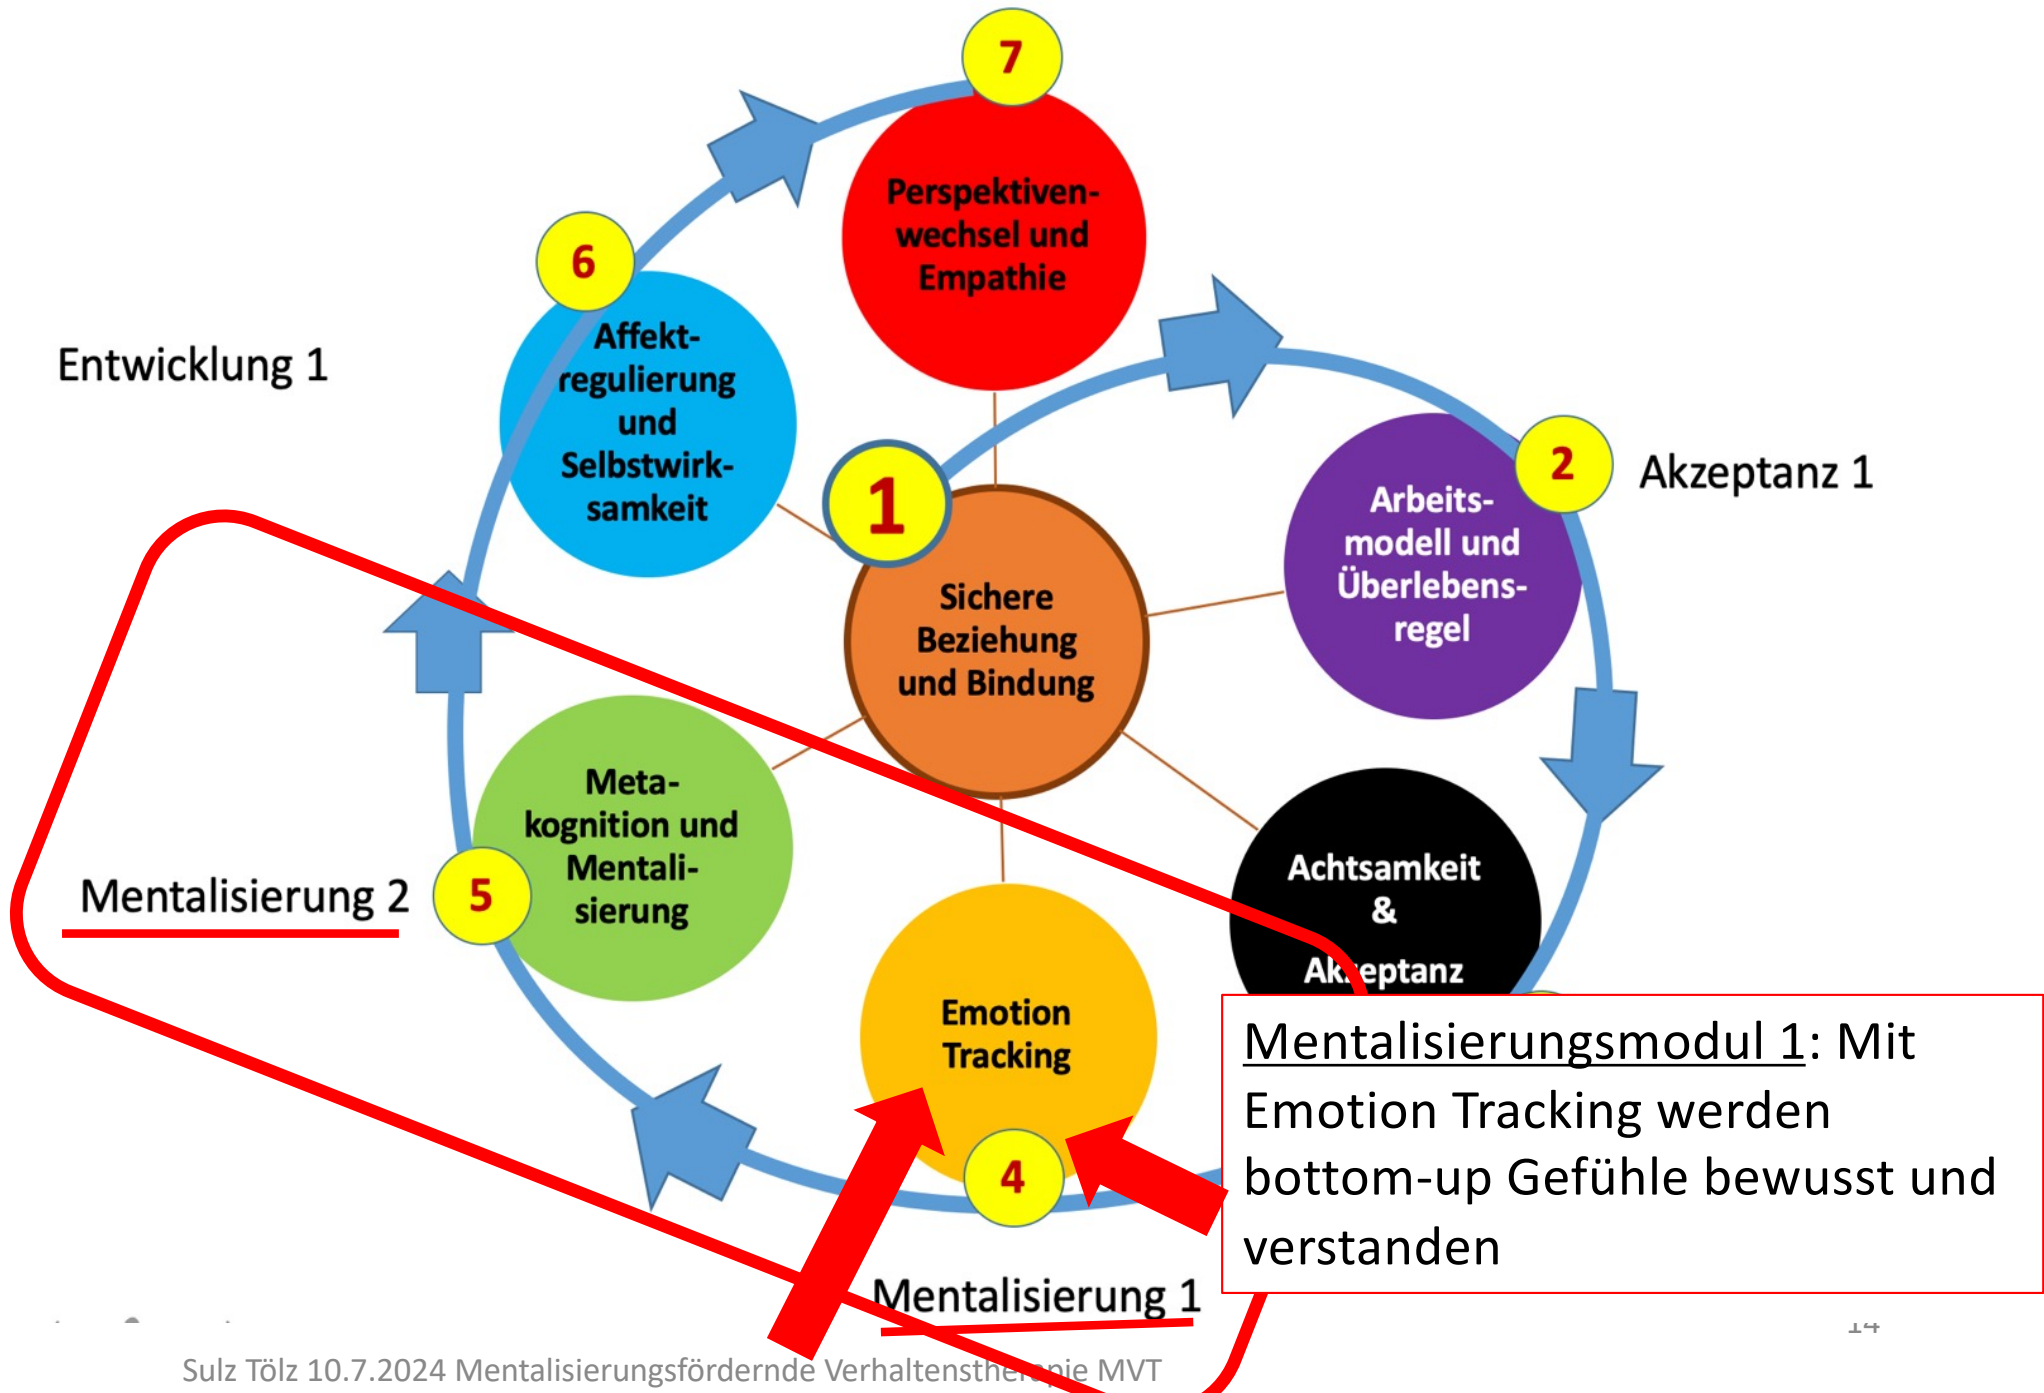 7
Perspektiven-
wechsel und
Empathie
6
Affekt-
regulierung
und
Selbstwirk-
samkeit
Entwicklung 1
1
Sichere
Beziehung
und Bindung
2
Akzeptanz 1
Arbeits-
modell und
Überlebens-
regel
Meta-
kognition und
Mentali-
sierung
Mentalisierung 2
5
Achtsamkeit
&
Akzeptanz
Emotion
Tracking
4
Mentalisierungsmodul 1: Mit
Emotion Tracking werden
bottom-up Gefühle bewusst und
verstanden
Mentalisierung 1
14
Sulz Tölz 10.7.2024 Mentalisierungsfördernde Verhaltenstherapie MVT